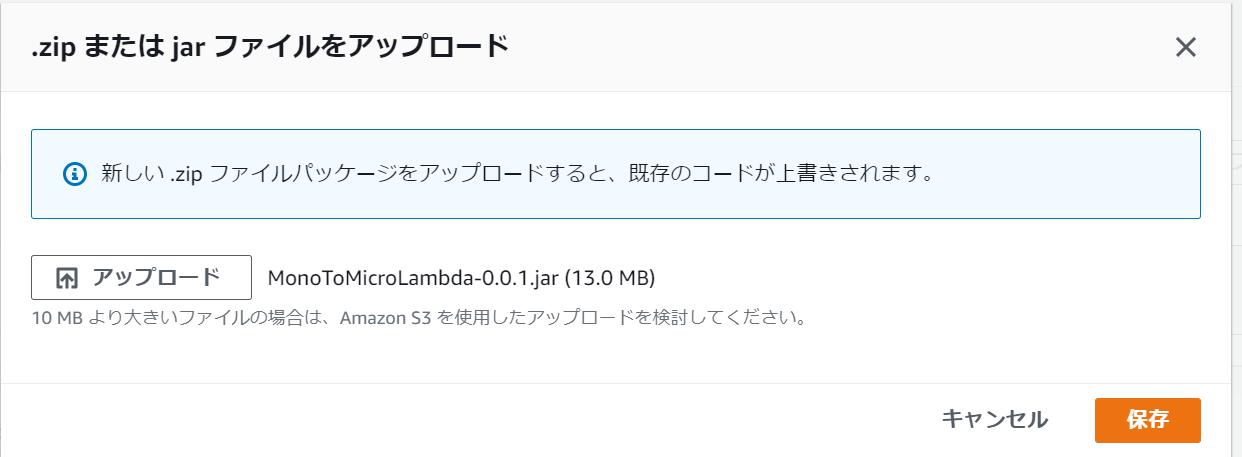 .zip または jar ファイルをアップロード
新しい .zip ファイルパッケージをアップロードすると、既存のコードが上書きされます。
アップロード MonoToMicroLambda-0.0.1.jar (13.0 MB)
10 MB より大きいファイルの場合は、Amazon S3 を使用したアップロードを検討してください。
キャンセル 保存